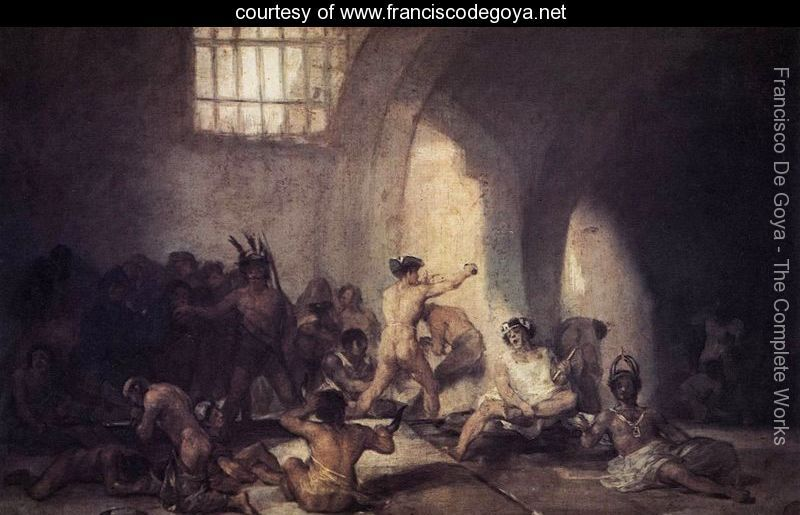 courtesy of www.franciscodegoya.net
Francisco De Goya - The Complete Works